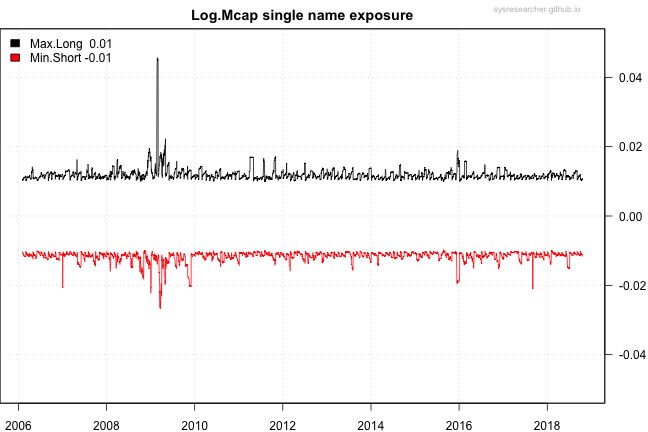 Log.Mcap single name exposure
sysresearcher.github.io
Max.Long 0.01
Min.Short -0.01
0.04
0.02
0.00
-0.02
-0.04
2006 2008 2010 2012 2014 2016 2018